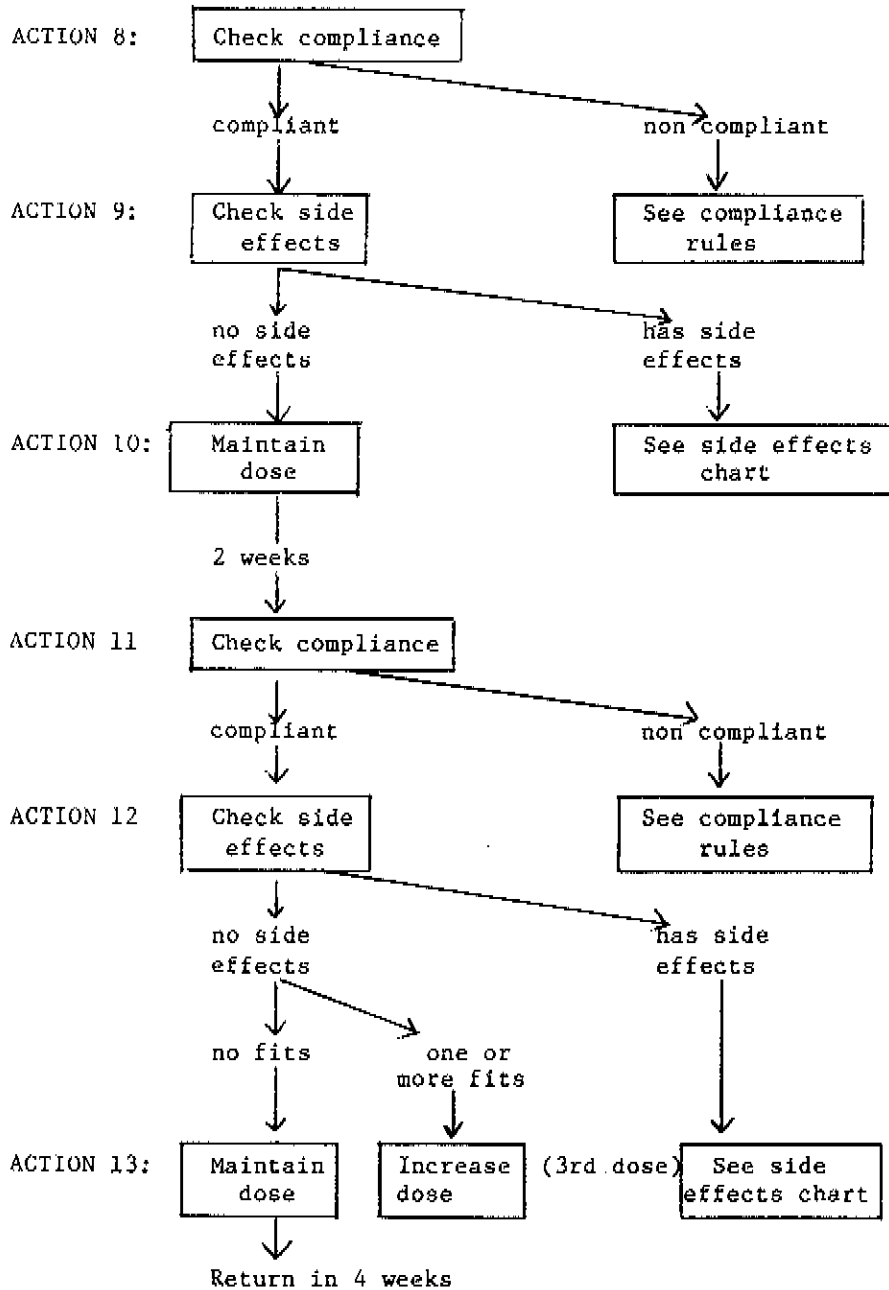 ACTION 8: Check compliance
compliant non compliant
ACTION 9: Check side See compliance
effects rules
no side has side
effects effects
ACTION 10: Maintain See side effects
dose chart
2 weeks
ACTION 11 Check compliance
compliant non compliant
ACTION 12 Check side See compliance
effects rules
no side has side
effects effects
no fits one or
more fits
ACTION 13: Maintain Increase (3rd dose) See side
dose dose effects chart
Return in 4 weeks